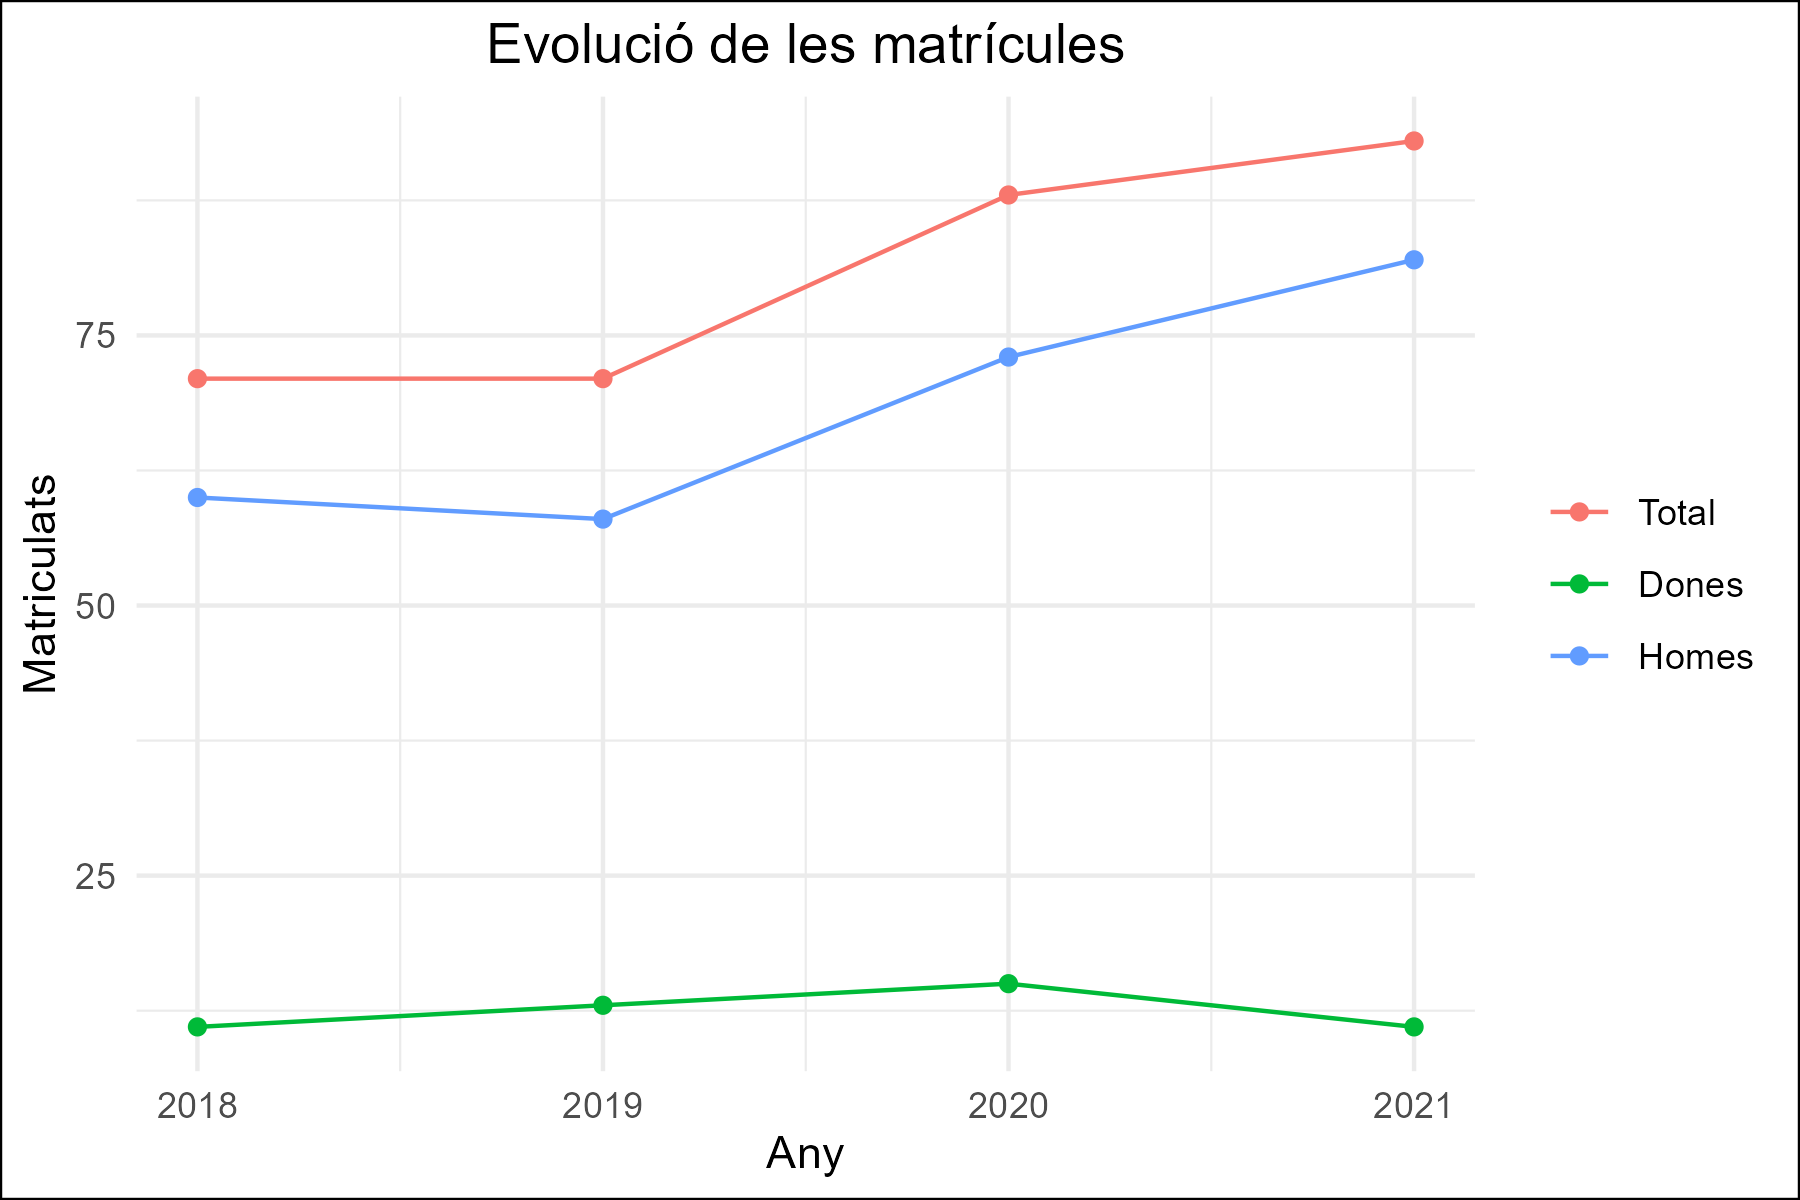 Evolució de les matrícules
Matriculats
75
50
25
2018 2019 2020 2021
Any
Total
Dones
Homes